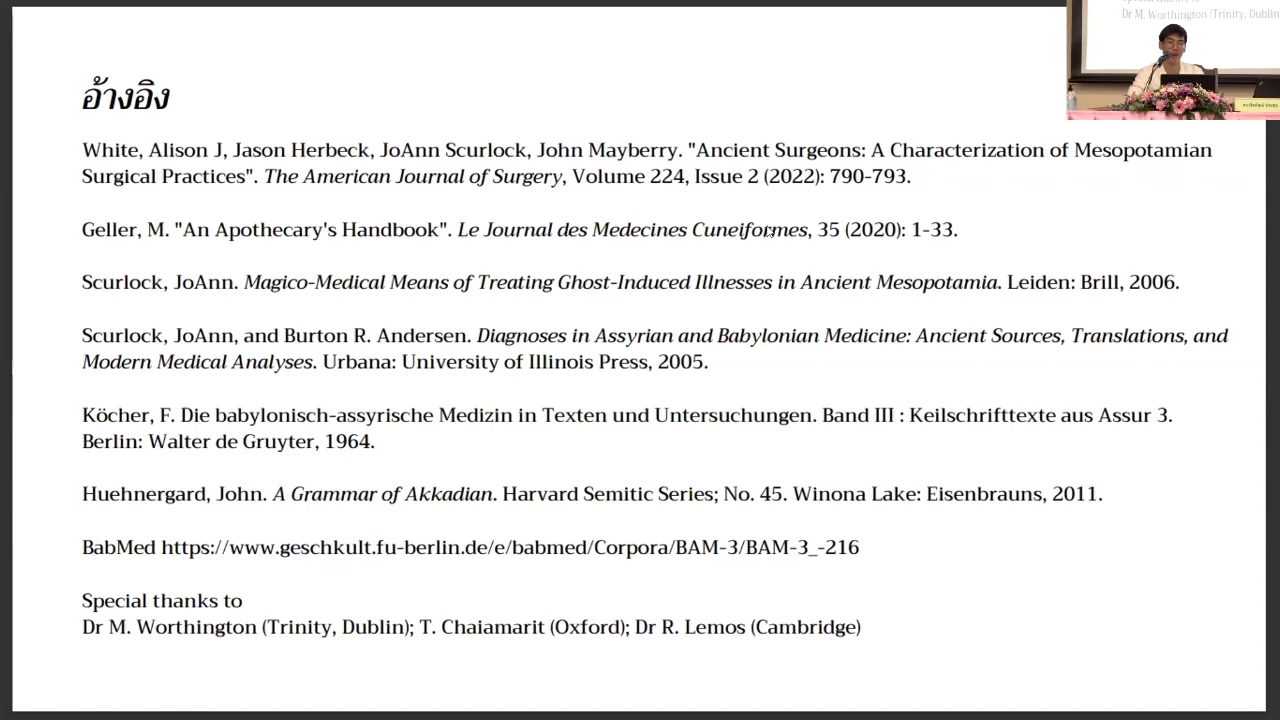 อ้างอิง
White, Alison J, Jason Herbeck, JoAnn Scurlock, John Mayberry. "Ancient Surgeons: A Characterization of Mesopotamian
Surgical Practices". The American Journal of Surgery, Volume 224, Issue 2 (2022): 790-793.
Geller, M. "An Apothecary's Handbook". Le Journal des Medecines Cuneiformes, 35 (2020): 1-33.
Scurlock, JoAnn. Magico-Medical Means of Treating Ghost-Induced Illnesses in Ancient Mesopotamia. Leiden: Brill, 2006.
Scurlock, JoAnn, and Burton R. Andersen. Diagnoses in Assyrian and Babylonian Medicine: Ancient Sources, Translations, and
Modern Medical Analyses. Urbana: University of Illinois Press, 2005.
Köcher, F. Die babylonisch-assyrische Medizin in Texten und Untersuchungen. Band III : Keilschrifttexte aus Assur 3.
Berlin: Walter de Gruyter, 1964.
Huehnergard, John. A Grammar of Akkadian. Harvard Semitic Series; No. 45. Winona Lake: Eisenbrauns, 2011.
BabMed https://www.geschkult.fu-berlin.de/e/babmed/Corpora/BAM-3/BAM-3_-216
Special thanks to
Dr M. Worthington (Trinity, Dublin); T. Chaiamarit (Oxford); Dr R. Lemos (Cambridge)
Dr M. Worthington (Trinity, Dublin